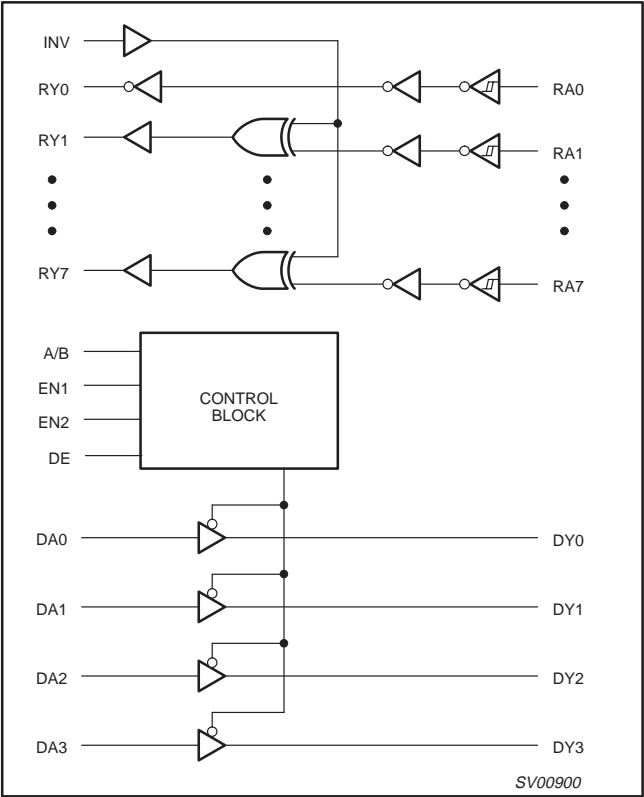 INV
RY0 RA0
RY1 RA1
RY7 RA7
A/B
EN1
EN2
DE
CONTROL
BLOCK
DA0 DY0
DA1 DY1
DA2 DY2
DA3 DY3
SV00900